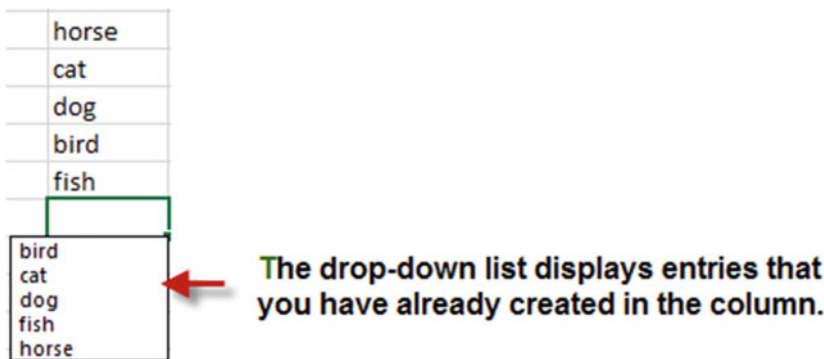 horse
cat
dog
bird
fish
bird
cat
dog
fish
horse
The drop-down list displays entries that
you have already created in the column.